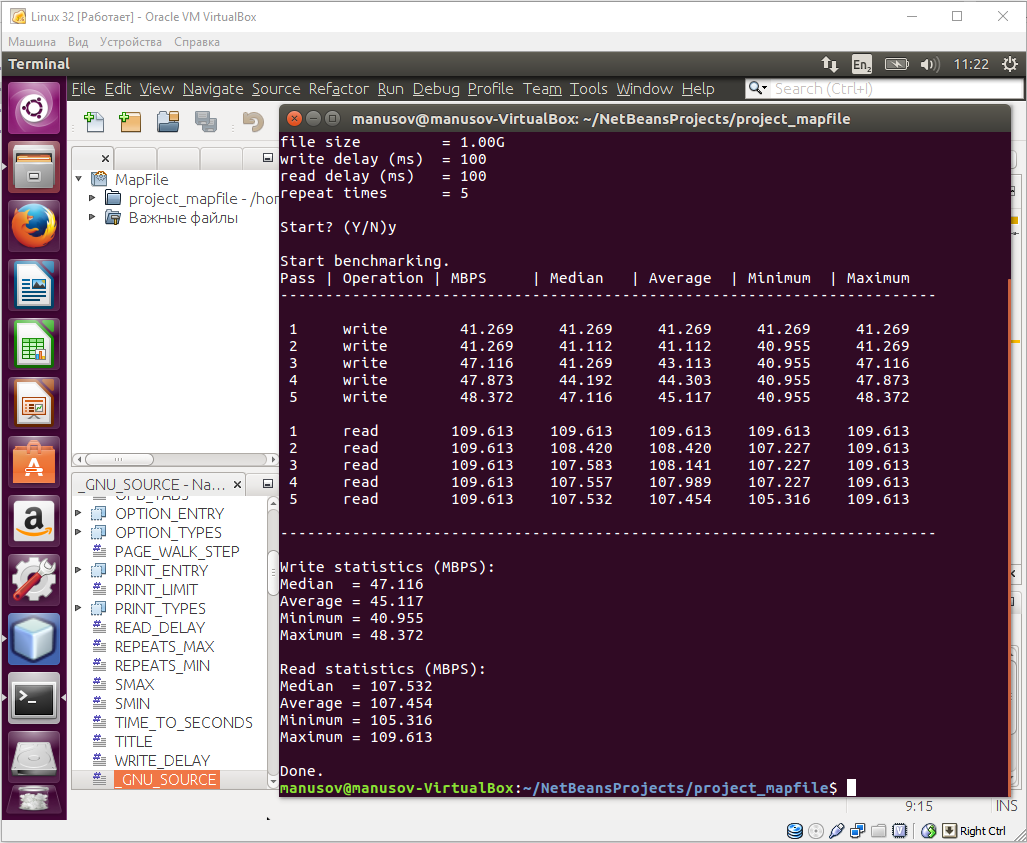 Linux 32 [Работает] - Oracle VM VirtualBox
Машина Вид Устройства Справка
Terminal En2 11:22
File Edit View Navigate Source Refactor Run Debug Profile Team Tools Window Help Search (Ctrl+I)
manusov@manusov-VirtualBox: ~/NetBeansProjects/project_mapfile
MapFile
project_mapfile - /hor
Важные файлы
_GNU_SOURCE - Na...
OPD_TABS
OPTION_ENTRY
OPTION_TYPES
PAGE_WALK_STEP
PRINT_ENTRY
PRINT_LIMIT
PRINT_TYPES
READ_DELAY
REPEATS_MAX
REPEATS_MIN
SMAX
SMIN
TIME_TO_SECONDS
TITLE
WRITE_DELAY
_GNU_SOURCE
file size = 1.00G
write delay (ms) = 100
read delay (ms) = 100
repeat times = 5
Start? (Y/N)y
Start benchmarking.
Pass | Operation | MBPS | Median | Average | Minimum | Maximum
-------------------------------------------------------------------------
1 write 41.269 41.269 41.269 41.269 41.269
2 write 41.269 41.112 41.112 40.955 41.269
3 write 47.116 41.269 43.113 40.955 47.116
4 write 47.873 44.192 44.303 40.955 47.873
5 write 48.372 47.116 45.117 40.955 48.372
1 read 109.613 109.613 109.613 109.613 109.613
2 read 109.613 108.420 108.420 107.227 109.613
3 read 109.613 107.583 108.141 107.227 109.613
4 read 109.613 107.557 107.989 107.227 109.613
5 read 109.613 107.532 107.454 105.316 109.613
-------------------------------------------------------------------------
Write statistics (MBPS):
Median = 47.116
Average = 45.117
Minimum = 40.955
Maximum = 48.372
Read statistics (MBPS):
Median = 107.532
Average = 107.454
Minimum = 105.316
Maximum = 109.613
Done.
manusov@manusov-VirtualBox:~/NetBeansProjects/project_mapfile$
9:15 INS
Right Ctrl